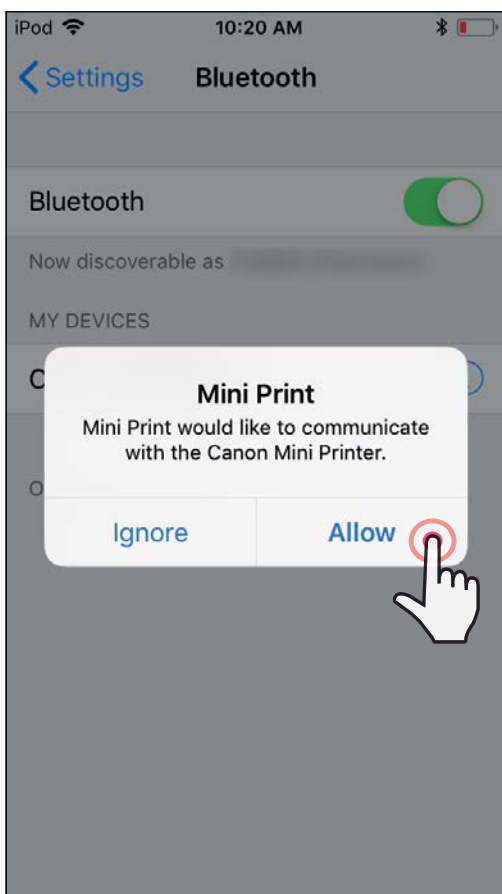 iPod 10:20 AM
Settings Bluetooth
Bluetooth
Now discoverable as
MY DEVICES
C
Mini Print
Mini Print would like to communicate
with the Canon Mini Printer.
O
Ignore Allow